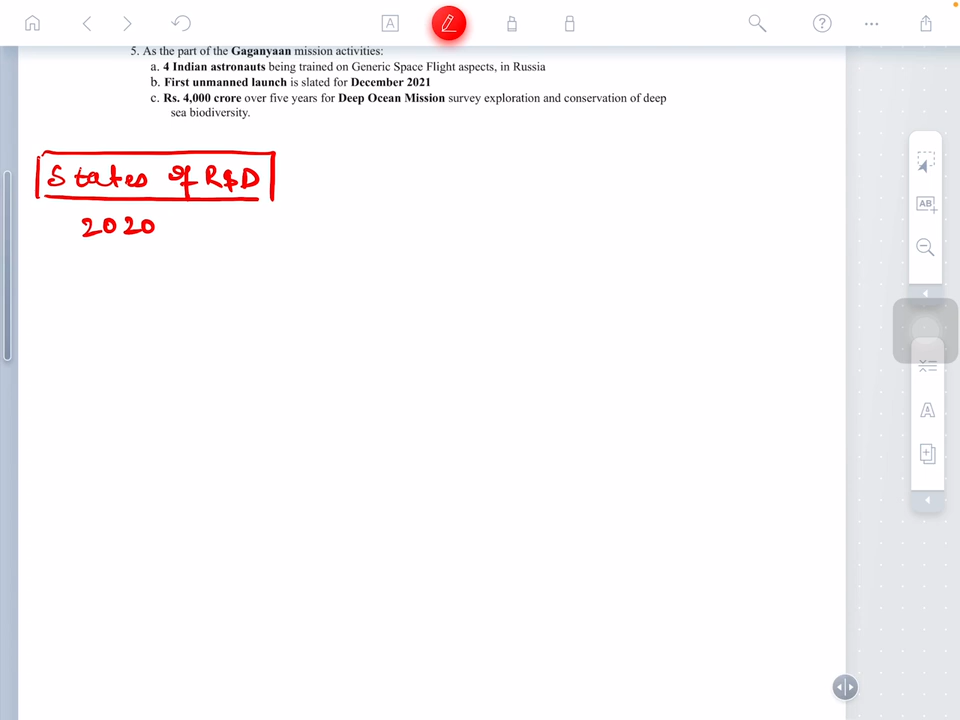 5. As the part of the Gaganyaan mission activities:
a. 4 Indian astronauts being trained on Generic Space Flight aspects, in Russia
b. First unmanned launch is slated for December 2021
c. Rs. 4,000 crore over five years for Deep Ocean Mission survey exploration and conservation of deep
sea biodiversity.
States of R&D
2020